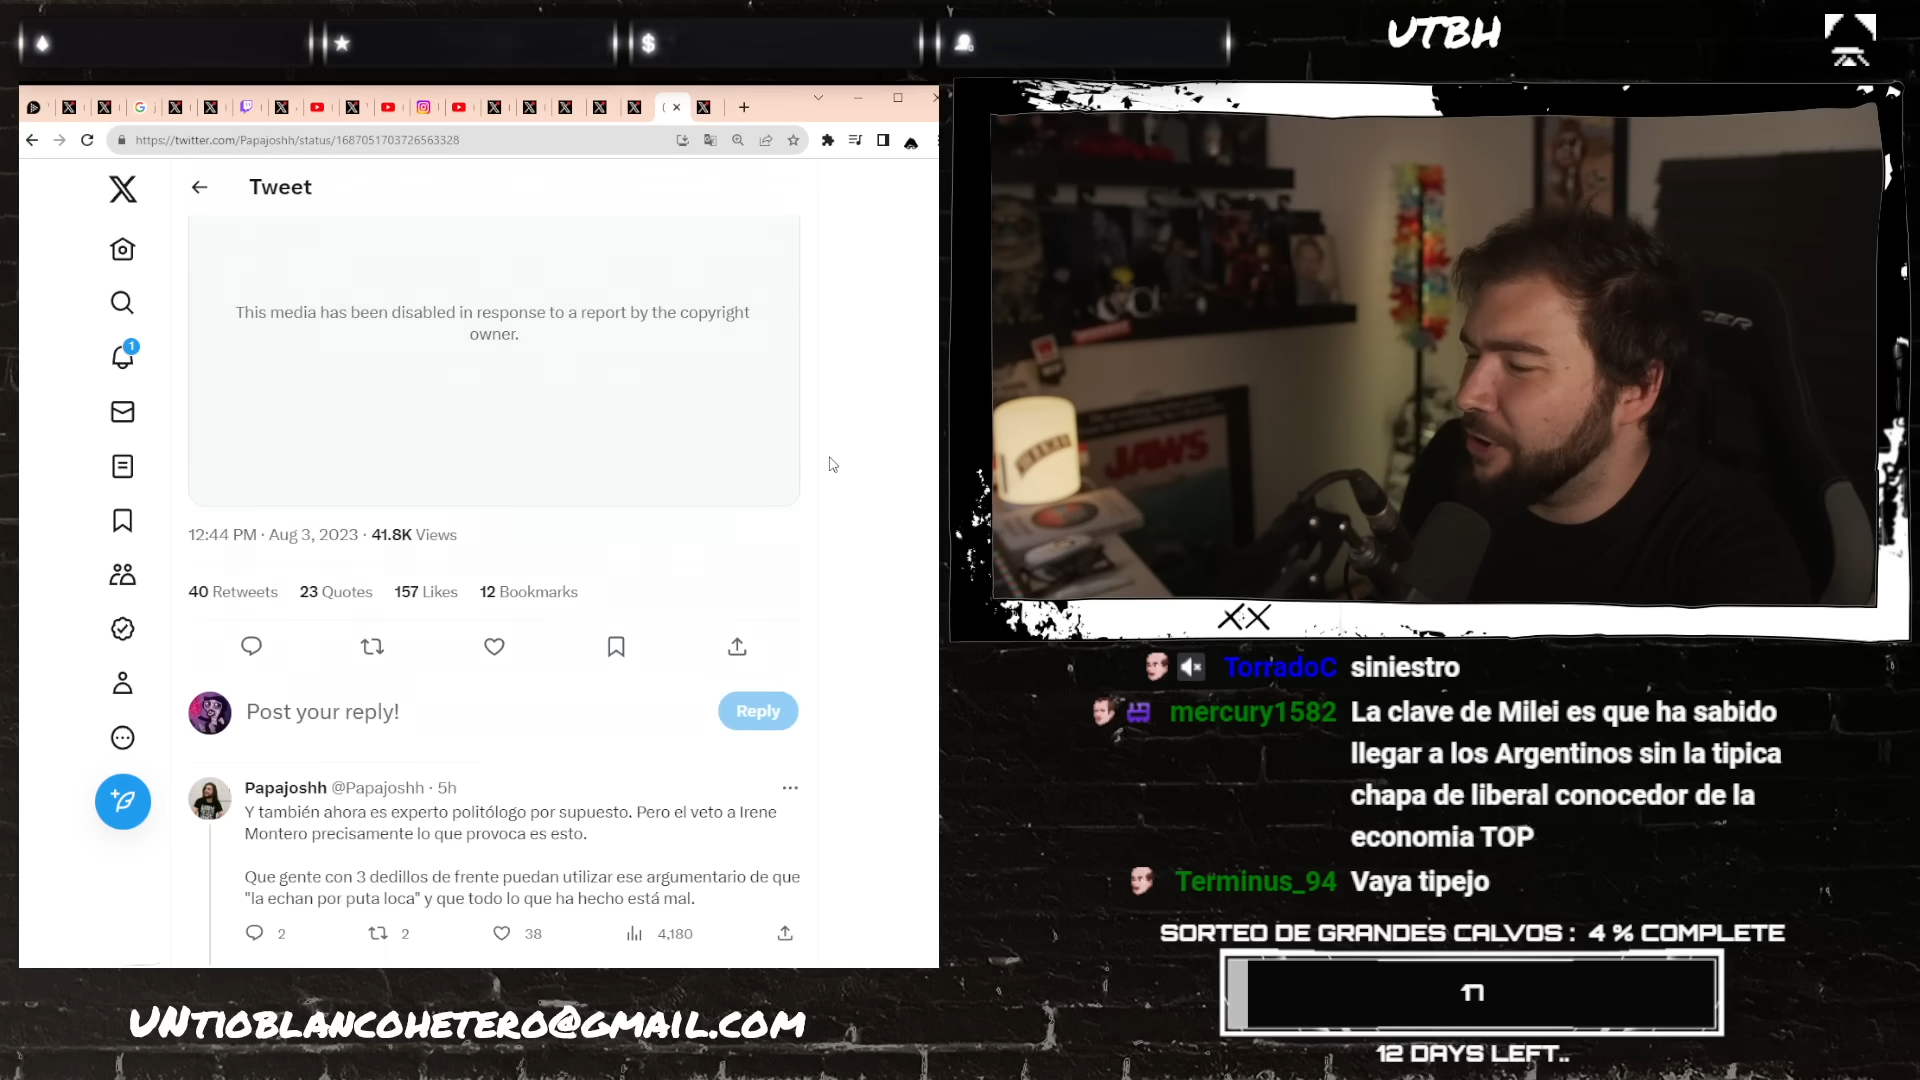 UTBH
https://twitter.com/Papajoshh/status/1687051703726563328
Tweet
This media has been disabled in response to a report by the copyright
owner.
12:44 PM · Aug 3, 2023 · 41.8K Views
40 Retweets 23 Quotes 157 Likes 12 Bookmarks
1
Post your reply!
Reply
Papajoshh @Papajoshh · 5h
Y también ahora es experto politólogo por supuesto. Pero el veto a Irene
Montero precisamente lo que provoca es esto.
Que gente con 3 dedillos de frente puedan utilizar ese argumentario de que
"la echan por puta loca" y que todo lo que ha hecho está mal.
2 2 38 4,180
JAWS
XX
TorradoC siniestro
mercury1582 La clave de Milei es que ha sabido
llegar a los Argentinos sin la tipica
chapa de liberal conocedor de la
economia TOP
Terminus_94 Vaya tipejo
SORTEO DE GRANDES CALVOS : 4 % COMPLETE
17
12 DAYS LEFT..
UNTIOBLANCOHETERO@GMAIL.COM